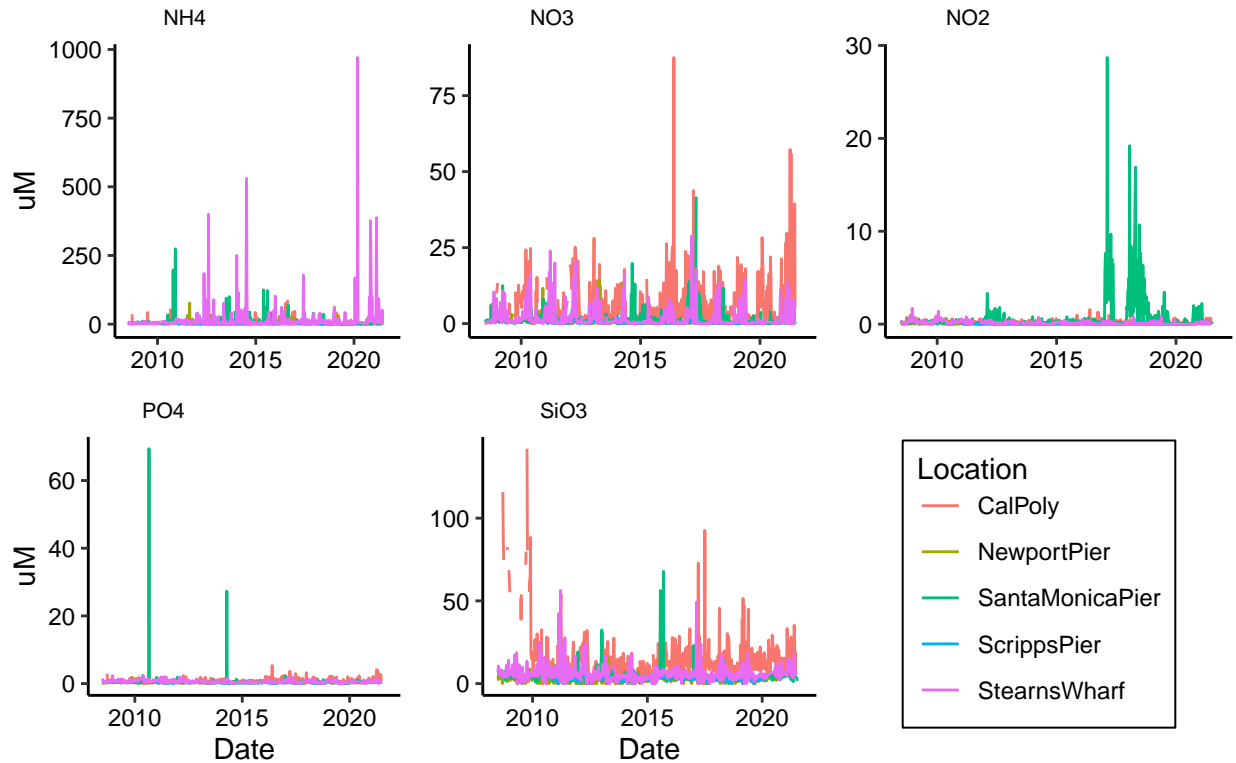 NH4
NO3
NO2
1000
750
500
250
0
uM
2010
2015
2020
75
50
25
0
2010
2015
2020
30
20
10
0
2010
2015
2020
PO4
SiO3
60
40
20
0
uM
2010
2015
2020
Date
100
50
0
2010
2015
2020
Date
Location
CalPoly
NewportPier
SantaMonicaPier
ScrippsPier
StearnsWharf